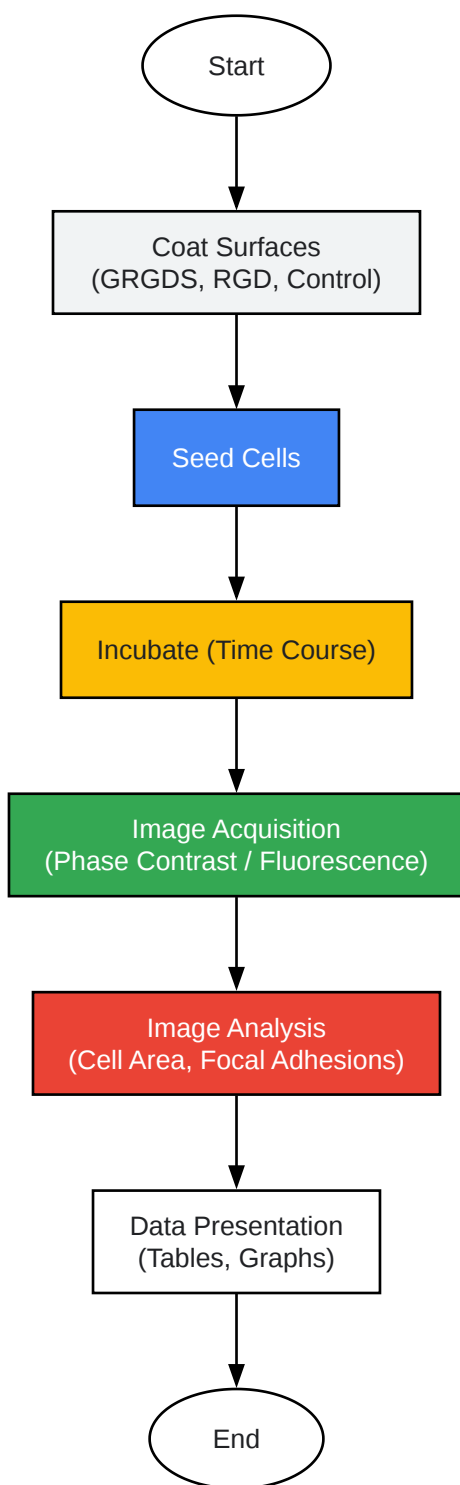 Start
Coat Surfaces
(GRGDS, RGD, Control)
Seed Cells
Incubate (Time Course)
Image Acquisition
(Phase Contrast / Fluorescence)
Image Analysis
(Cell Area, Focal Adhesions)
Data Presentation
(Tables, Graphs)
End